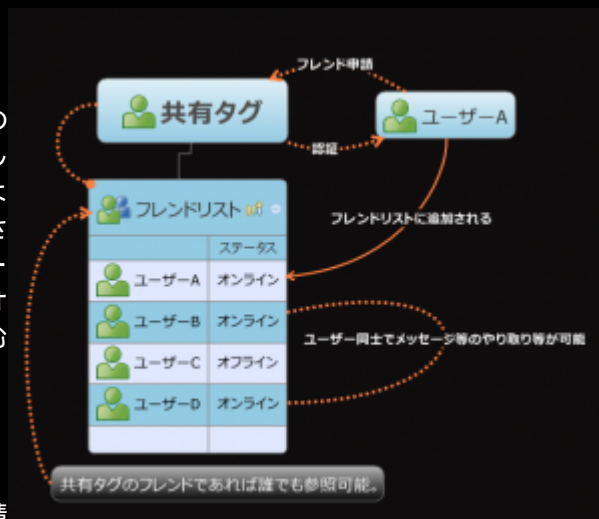 フレンド申請
共有タグ
ユーザーA
認証
フレンドリスト
フレンドリストに追加される
ステータス
ユーザーA オンライン
ユーザーB オンライン
ユーザー同士でメッセージ等のやり取り等が可能
ユーザーC オフライン
ユーザーD オンライン
共有タグのフレンドであれば誰でも参照可能。